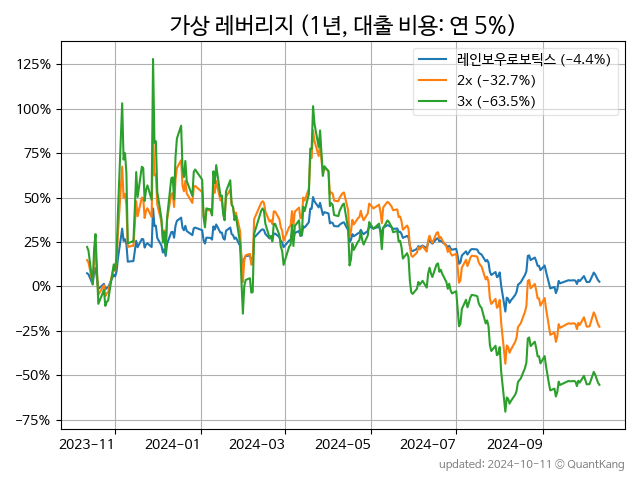 가상 레버리지 (1년, 대출 비용: 연 5%)
레인보우로보틱스 (−4.4%)
2x (−32.7%)
3x (−63.5%)
125%
100%
75%
50%
25%
0%
−25%
−50%
−75%
2023-11 2024-01 2024-03 2024-05 2024-07 2024-09
updated: 2024-10-11 © QuantKang